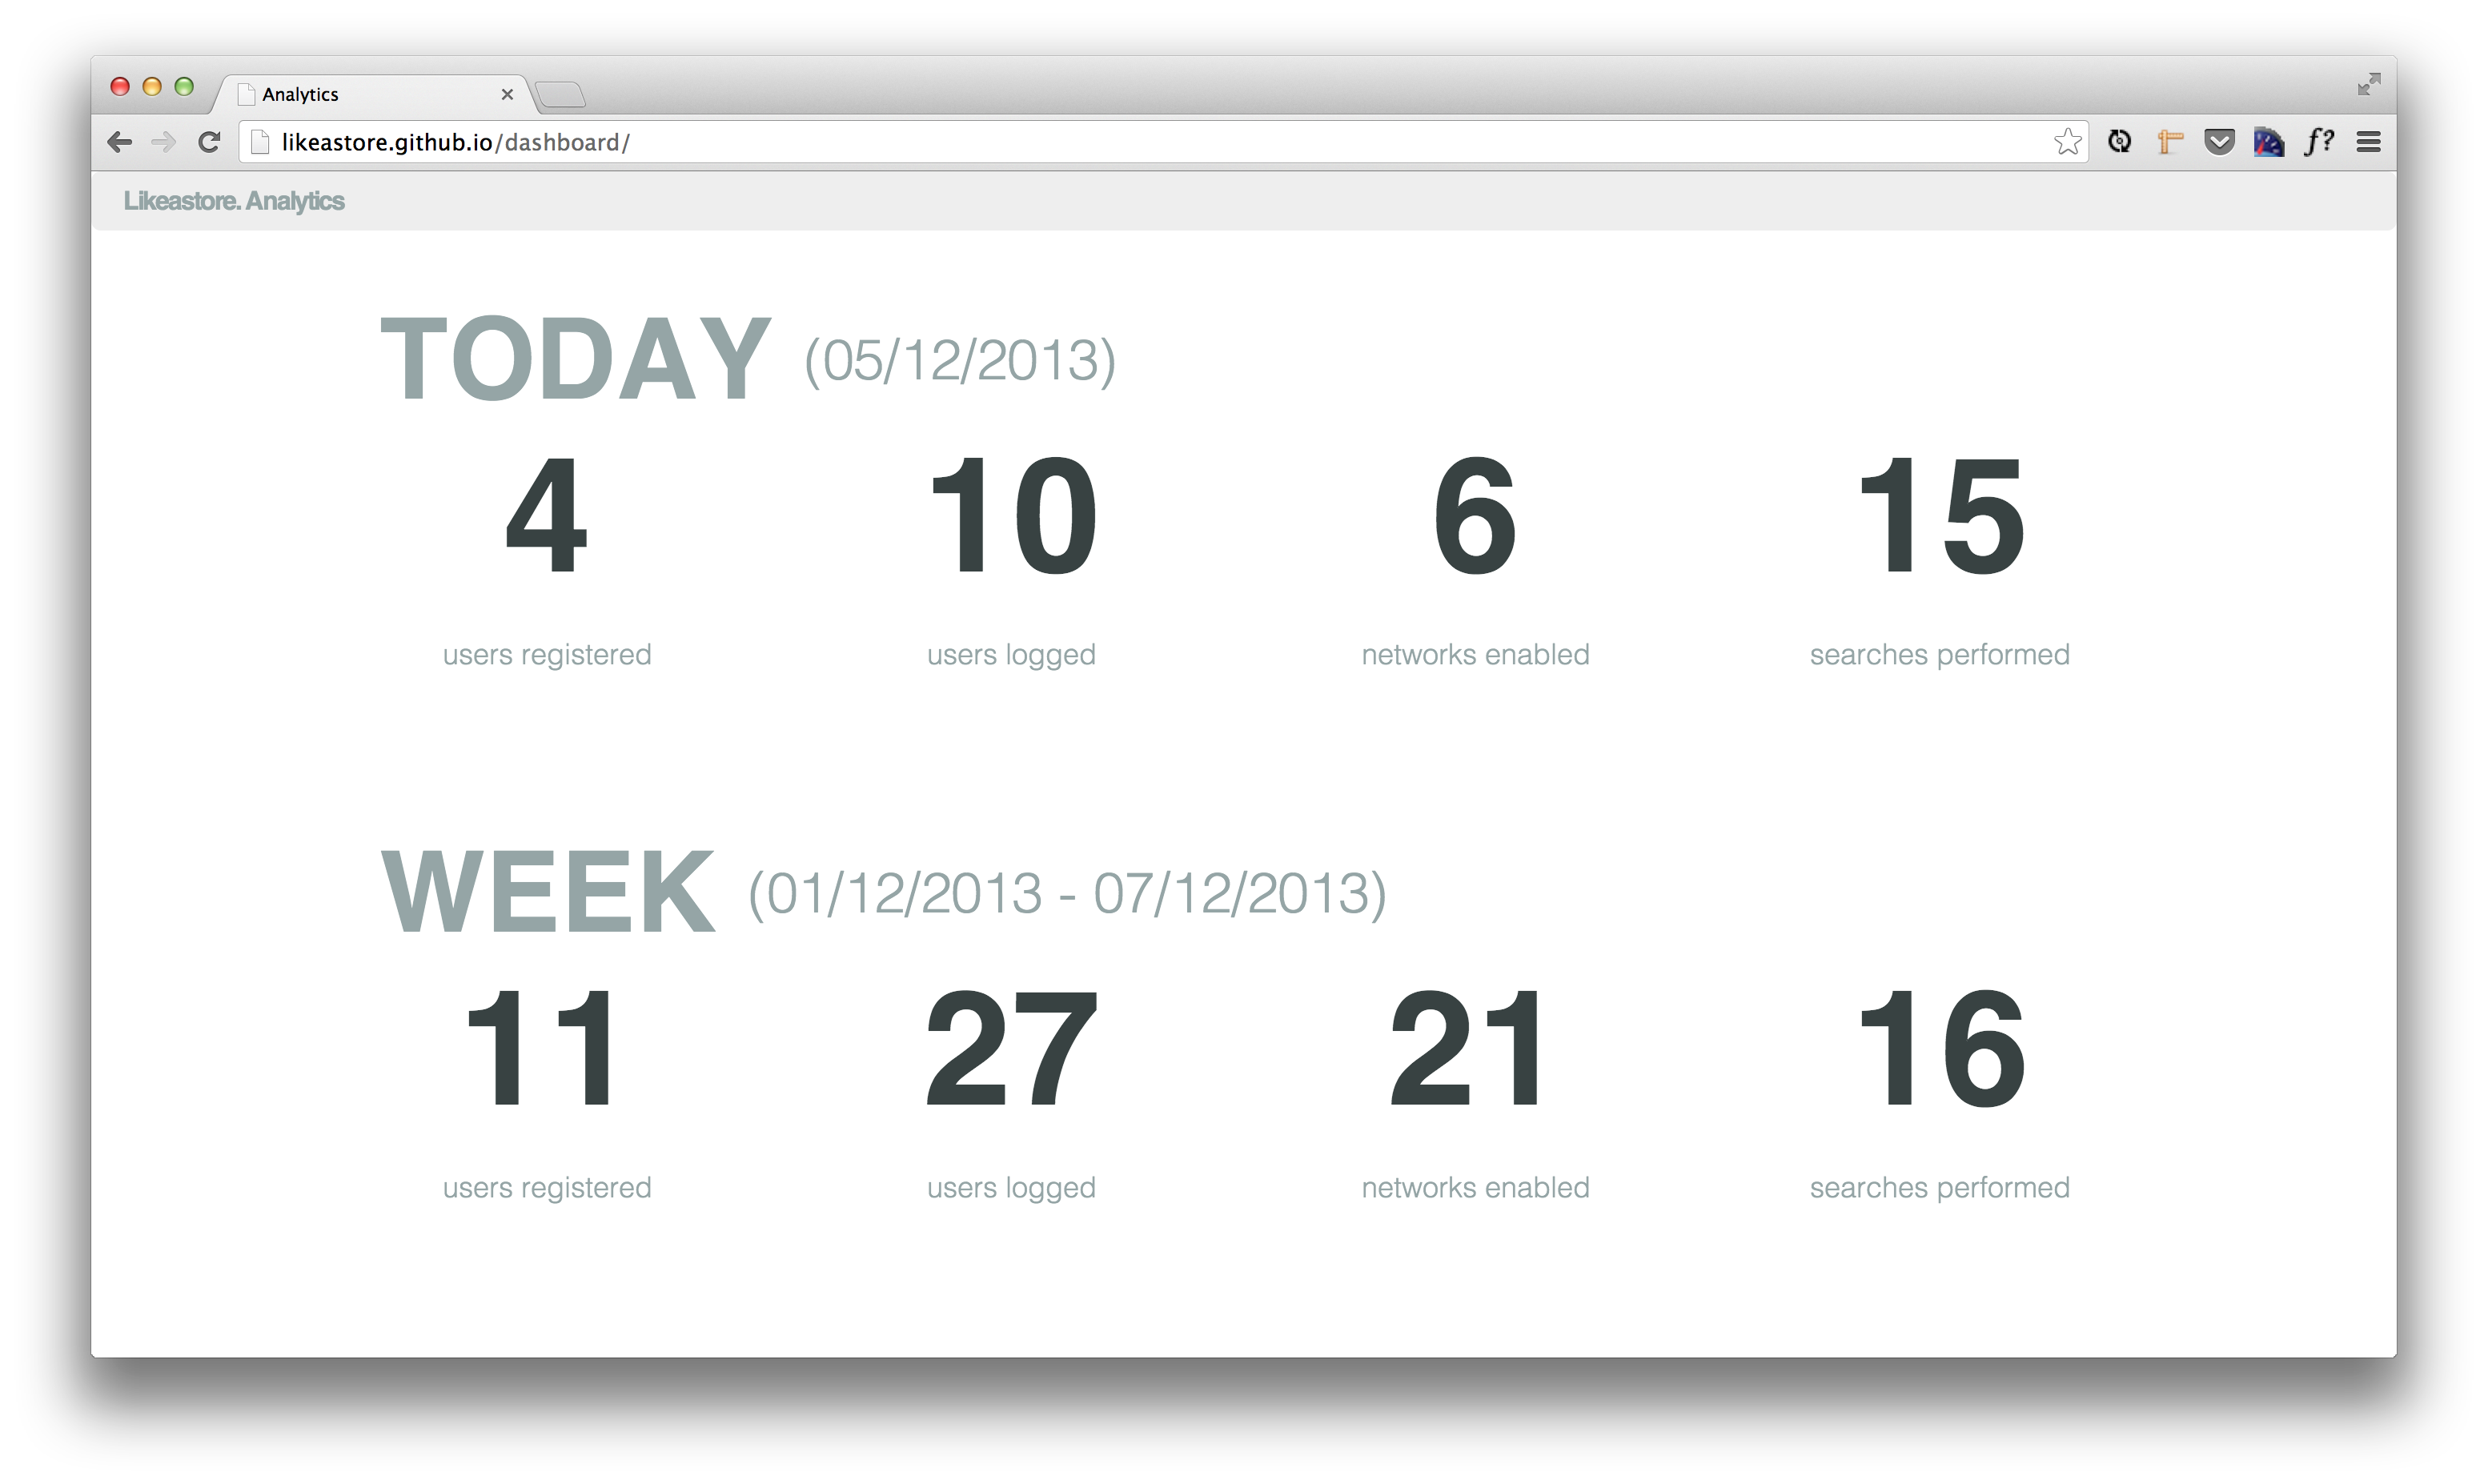 Analytics
likeastore.github.io/dashboard/
f?
Likeastore. Analytics
TODAY (05/12/2013)
4 10 6 15
users registered users logged networks enabled searches performed
WEEK (01/12/2013 - 07/12/2013)
11 27 21 16
users registered users logged networks enabled searches performed